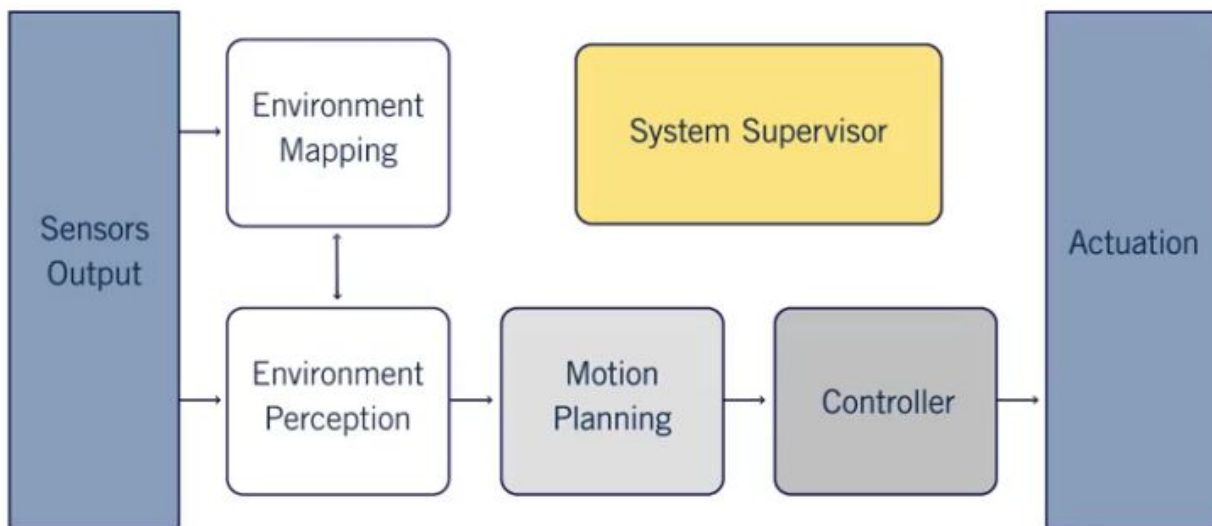 Sensors
Output
Environment
Mapping
Environment
Perception
System Supervisor
Motion
Planning
Controller
Actuation